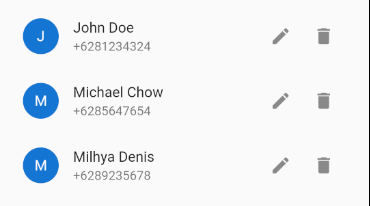 J
John Doe
+6281234324
M
Michael Chow
+6285647654
M
Milhya Denis
+6289235678